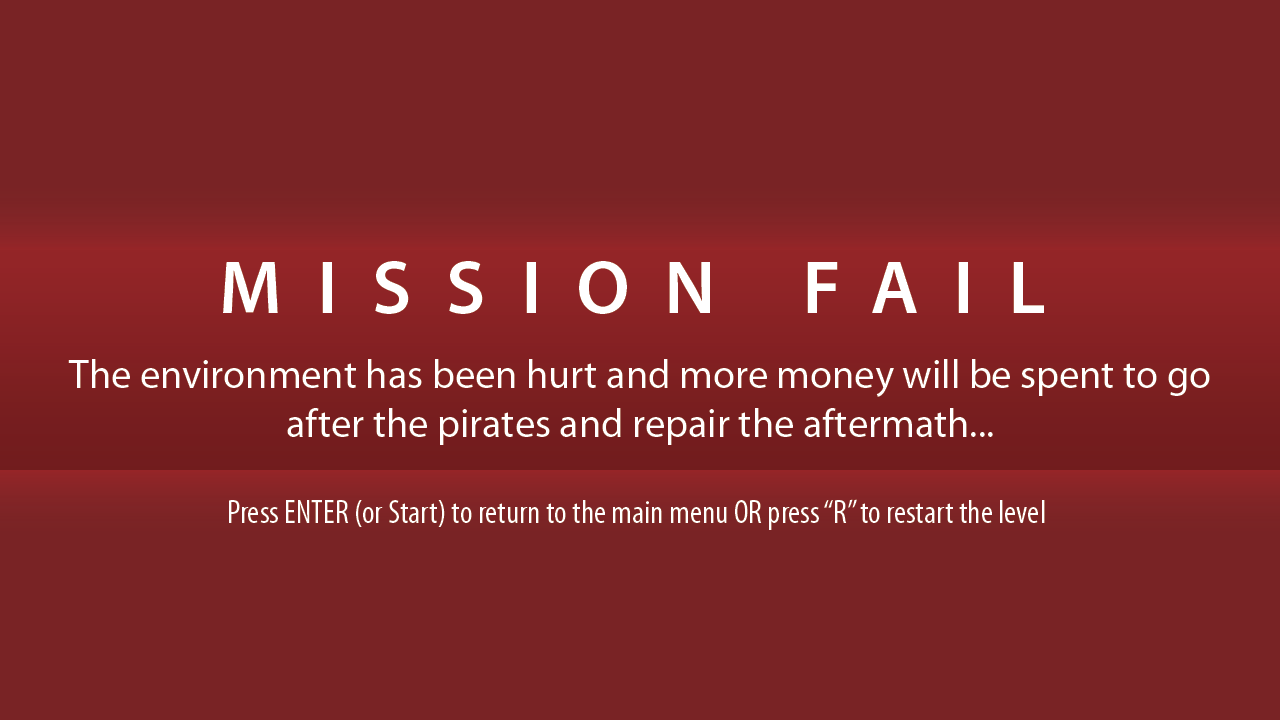 MISSION FAIL
The environment has been hurt and more money will be spent to go
after the pirates and repair the aftermath...
Press ENTER (or Start) to return to the main menu OR press “R” to restart the level